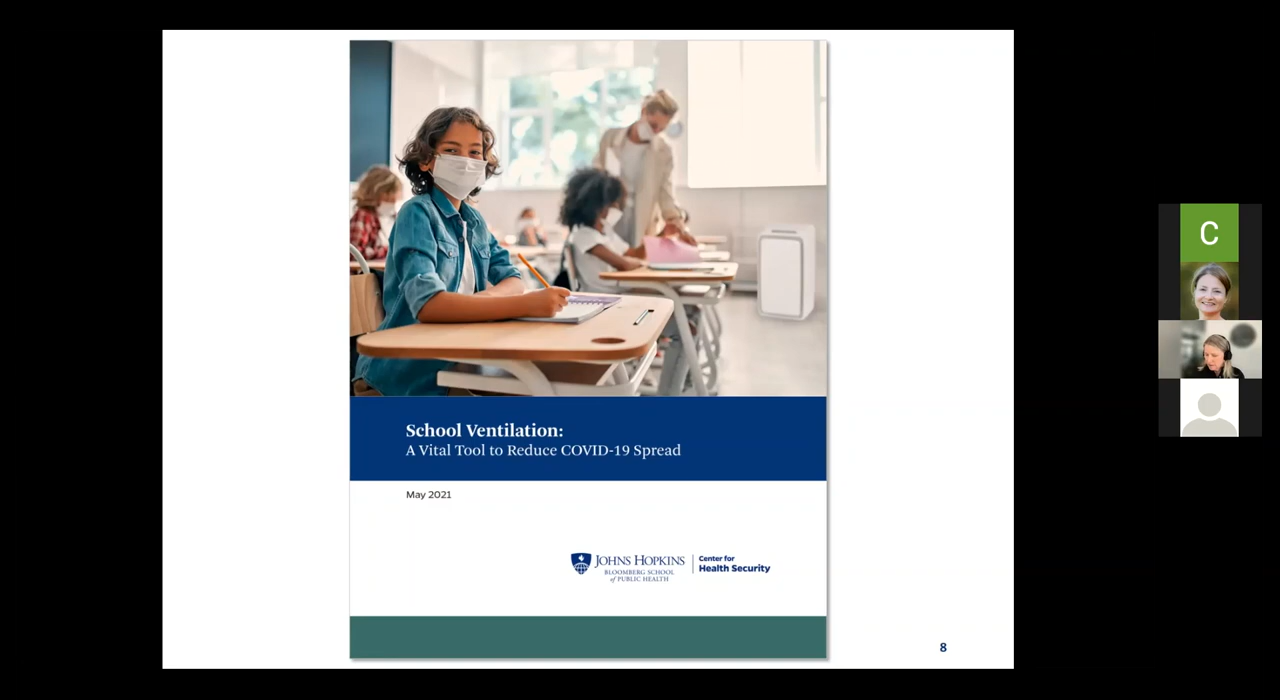 School Ventilation:
A Vital Tool to Reduce COVID-19 Spread
May 2021
JOHNS HOPKINS
BLOOMBERG SCHOOL
of PUBLIC HEALTH
Center for
Health Security
8
C